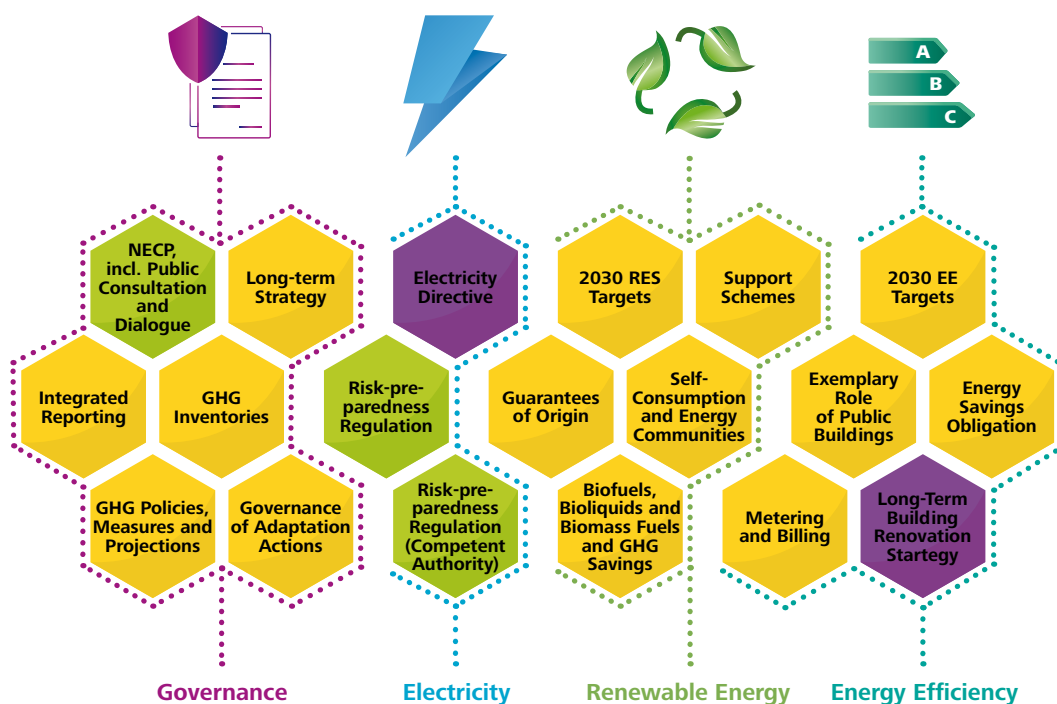 A
B
C
NECP,
incl. Public
Consultation
and
Dialogue
Long-term
Strategy
Integrated
Reporting
GHG
Inventories
GHG Policies,
Measures and
Projections
Governance
of Adaptation
Actions
Electricity
Directive
Risk-pre-
paredness
Regulation
Risk-pre-
paredness
Regulation
(Competent
Authority)
2030 RES
Targets
Support
Schemes
Guarantees
of Origin
Self-
Consumption
and Energy
Communities
Biofuels,
Bioliquids and
Biomass Fuels
and GHG
Savings
2030 EE
Targets
Exemplary
Role
of Public
Buildings
Energy
Savings
Obligation
Metering
and Billing
Long-Term
Building
Renovation
Startegy
Governance
Electricity
Renewable Energy
Energy Efficiency